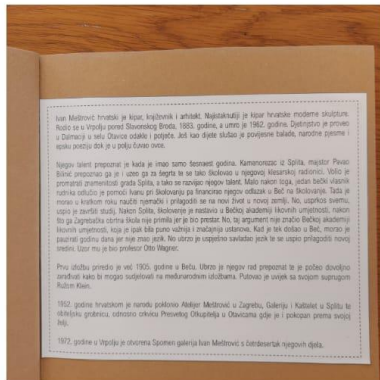 Ivan Meštrović hrvatski je kipar, književnik i arhitekt. Najistaknutiji je kipar hrvatske moderne skulpture.
Rodio se u Vrpolju pored Slavonskog Broda, 1883. godine, a umro je 1962. godine. Djetinjstvo je proveo
u Dalmaciji u selu Otavice odakle i potječe. Još kao dijete slušao je povijesne balade, narodne pjesme i
epsku poeziju dok je u polju čuvao ovce.
Njegov talent prepoznat je kada je imao samo šesnaest godina. Kamenorezac iz Splita, majstor Pavao
Bilinić prepoznao ga je i uzeo ga za šegrta te se tako školovao u njegovoj klesarskoj radionici. Volio je
promatrati znamenitosti grada Splita, a tako se razvijao njegov talent. Malo nakon toga, jedan bečki vlasnik
rudnika odlučio je pomoći Ivanu pri školovanju pa financirao njegov odlazak u Beč na školovanje. Tada je
morao u kratkom roku naučiti njemački i prilagoditi se na novi život u novoj zemlji. No, usprkos svemu,
uspio je završiti studij. Nakon Splita, školovanje je nastavio u Bečkoj akademiji likovnih umjetnosti, nakon
što ga Zagrebačka obrtna škola nije primila jer je bio prestar. No, taj argument nije značio Bečkoj akademiji
likovnih umjetnosti, koja je ipak bila puno važnija i značajnija ustanova. Kad je tek došao u Beč, morao je
pauzirati godinu dana jer nije znao jezik. No ubrzo je uspješno savladao jezik te se uspio prilagoditi novoj
sredini. Uzor mu je bio profesor Otto Wagner.
Prvu izložbu priredio je već 1905. godine u Beču. Ubrzo je njegov rad prepoznat te je počeo dovoljno
zarađivati kako bi mogao sudjelovati na međunarodnim izložbama. Putovao je uvijek sa svojom suprugom
Ružom Klein.
1952. godine hrvatskom je narodu poklonio Atelijer Meštrović u Zagrebu, Galeriju i Kaštelet u Splitu te
obiteljsku grobnicu, odnosno crkvicu Presvetog Otkupitelja u Otavicama gdje je i pokopan prema svojoj
želji.
1972. godine u Vrpolju je otvorena Spomen galerija Ivan Meštrović s četrdesetak njegovih djela.